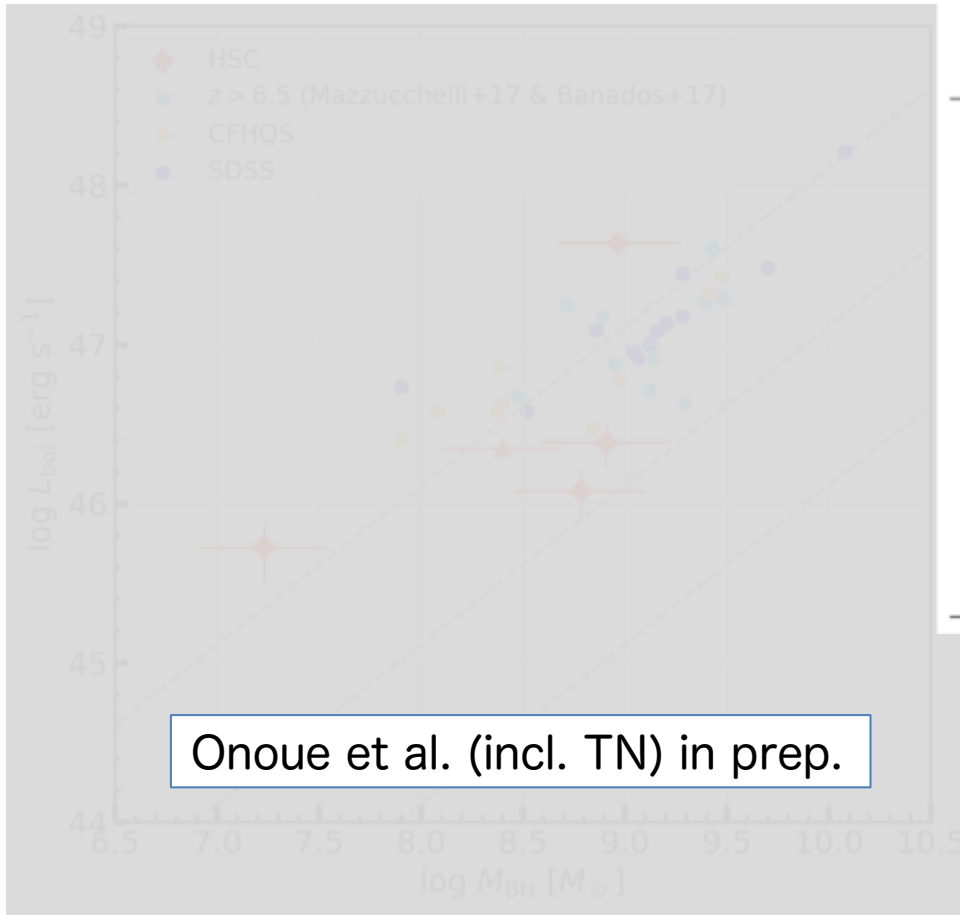 49
HSC
z > 6.5 (Mazzucchelli+17 & Banados+17)
CFHQS
SDSS
48
47
46
45
44
log L_bol [erg s⁻¹]
Onoue et al. (incl. TN) in prep.
6.5 7.0 7.5 8.0 8.5 9.0 9.5 10.0 10.5
log M_BH [M_⊙]